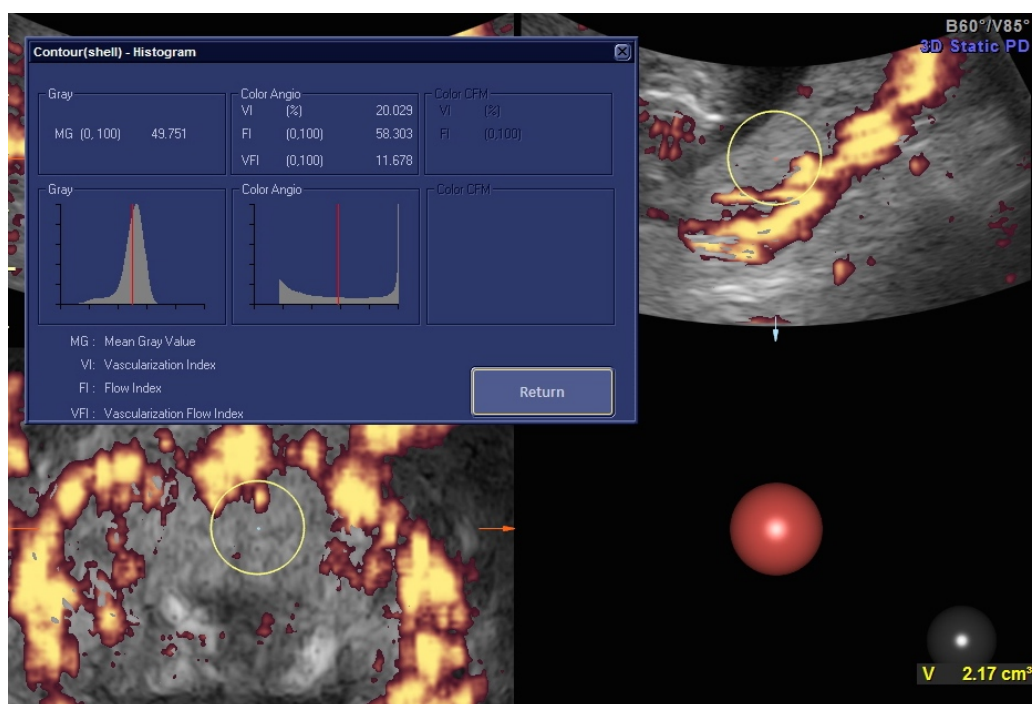 B60°/V85°
3D Static PD
Contour(shell) - Histogram
Gray
MG (0, 100) 49.751
Color Angio
VI (%) 20.029
FI (0,100) 58.303
VFI (0,100) 11.678
Color CFM
VI (%)
FI (0,100)
Gray
Color Angio
Color CFM
MG : Mean Gray Value
VI: Vascularization Index
FI : Flow Index
VFI : Vascularization Flow Index
Return
V 2.17 cm³